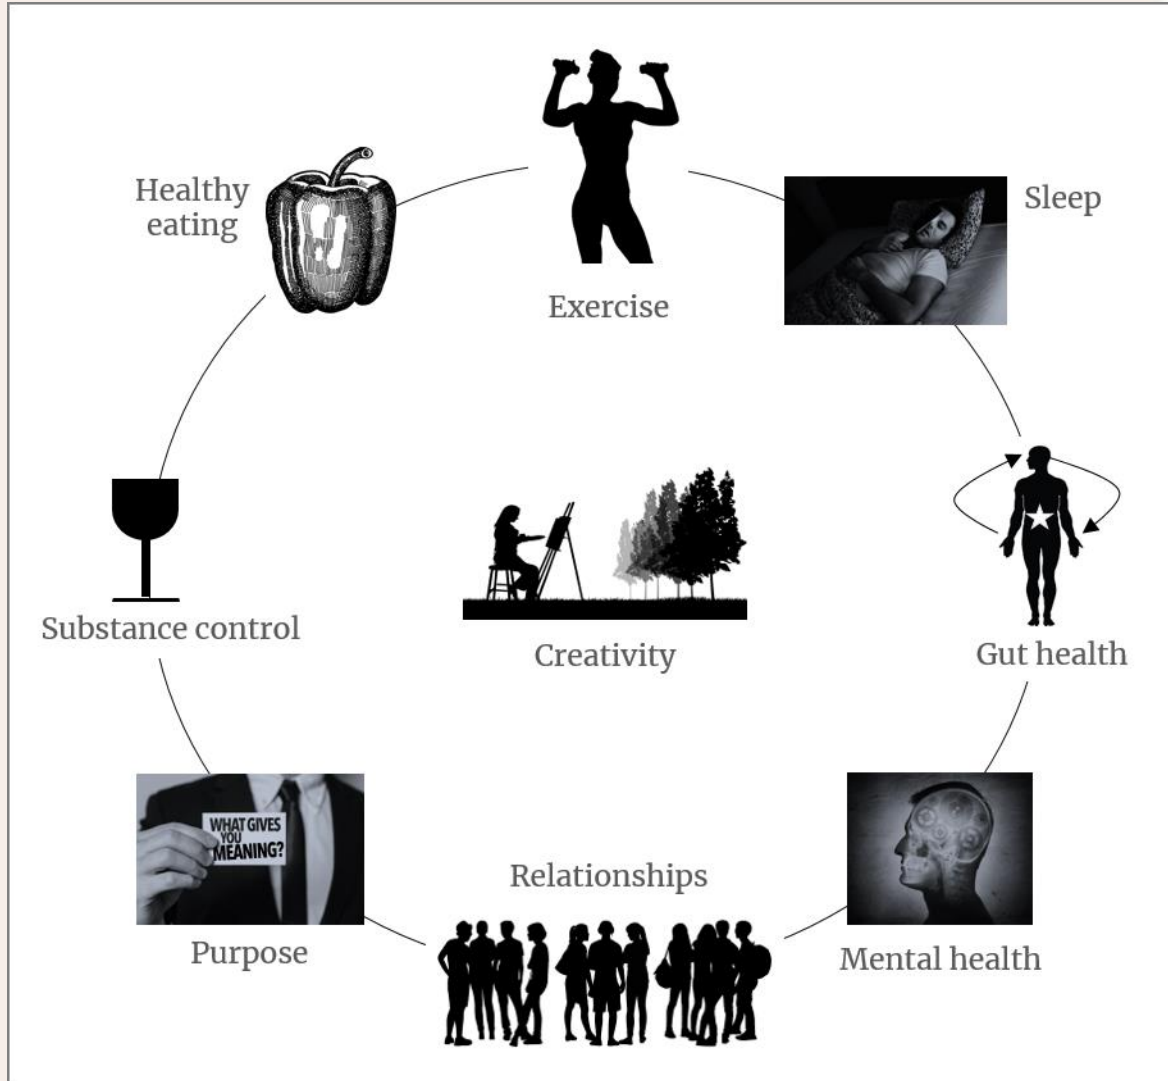 Healthy
eating
Exercise
Sleep
Substance control
Creativity
Gut health
WHAT GIVES
YOU
MEANING?
Purpose
Relationships
Mental health